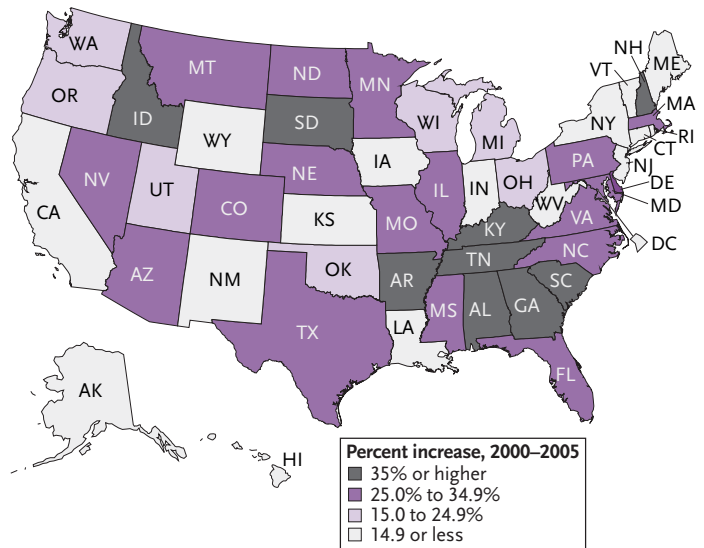 NH
WA
ME
VT
MT
ND
MN
OR
MA
ID
SD
WI
NY
WY
MI
RI
CT
IA
PA
NE
NJ
NV
OH
IL
IN
DE
UT
WV
CA
CO
MD
VA
KS
MO
KY
DC
NC
TN
OK
AZ
NM
AR
SC
MS
AL
GA
LA
TX
FL
AK
HI
Percent increase, 2000–2005
35% or higher
25.0% to 34.9%
15.0 to 24.9%
14.9 or less